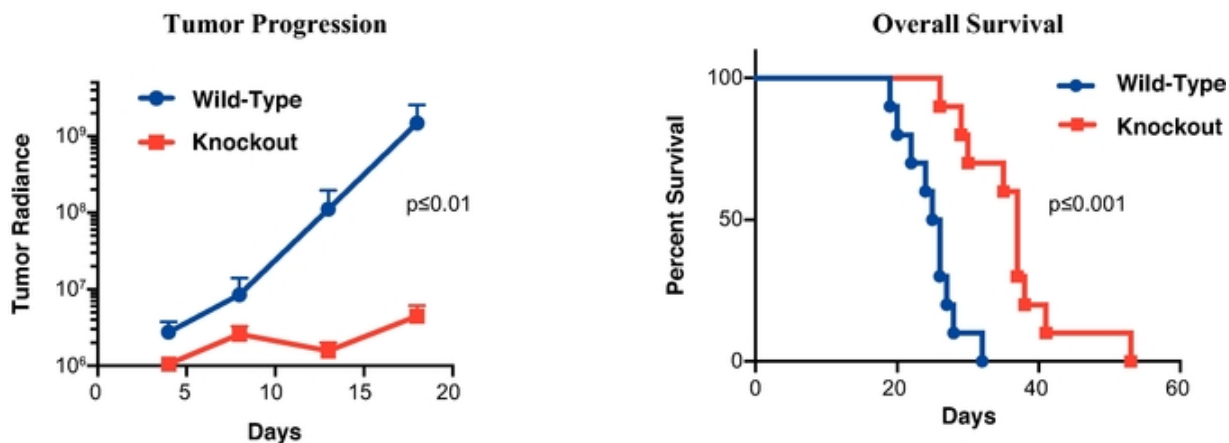 Tumor Progression
Wild-Type
Knockout
10⁹
10⁸
10⁷
10⁶
p≤0.01
Tumor Radiance
0 5 10 15 20
Days
Overall Survival
Wild-Type
Knockout
100
50
0
p≤0.001
Percent Survival
0 20 40 60
Days